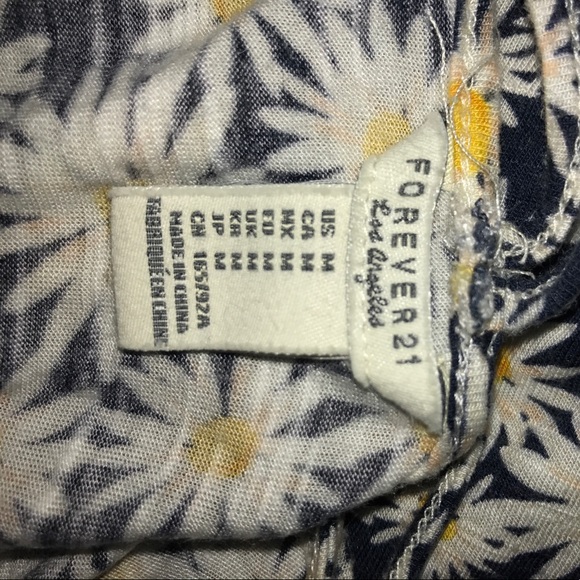 FOREVER 21
Los Angeles
US M
CA M
MX M
EU M
UK M
KR M
JP M
CN 165/92A
MADE IN CHINA
FABRIQUÉ EN CHINE